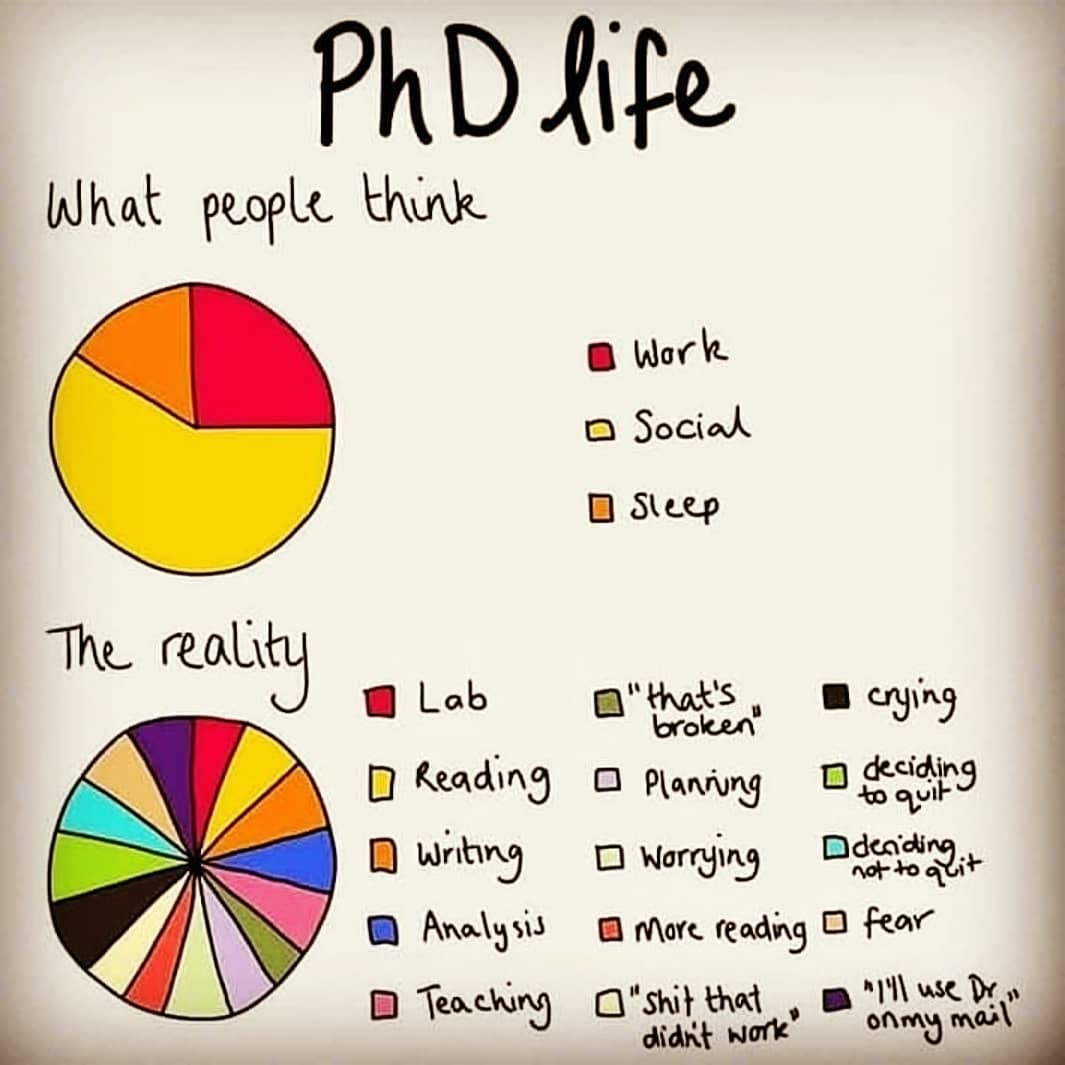 PhD life
What people think
Work
Social
Sleep
The reality
Lab
Reading
Writing
Analysis
Teaching
"that's
broken"
Planning
Worrying
More reading
"Shit that
didn't work"
crying
deciding
to quit
deciding
not to quit
fear
"I'll use Dr
on my mail"